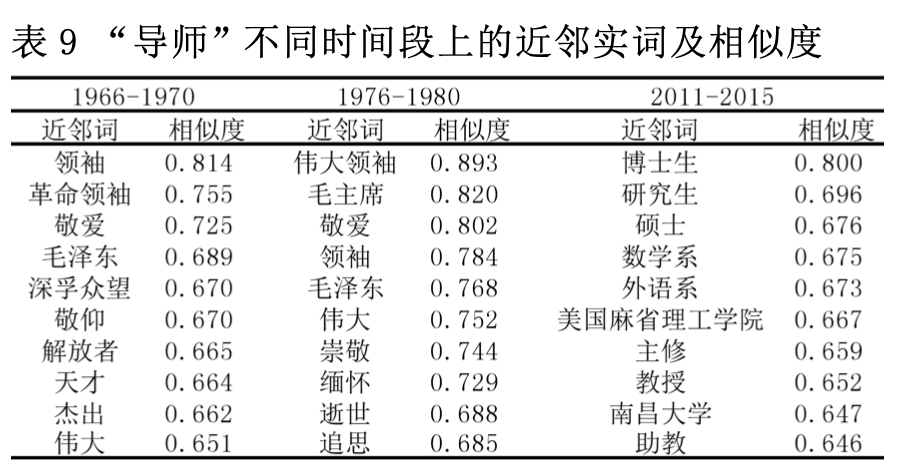 表 9 “导师”不同时间段上的近邻实词及相似度
1966-1970 1976-1980 2011-2015
近邻词 相似度 近邻词 相似度 近邻词 相似度
领袖 0.814 伟大领袖 0.893 博士生 0.800
革命领袖 0.755 毛主席 0.820 研究生 0.696
敬爱 0.725 敬爱 0.802 硕士 0.676
毛泽东 0.689 领袖 0.784 数学系 0.675
深孚众望 0.670 毛泽东 0.768 外语系 0.673
敬仰 0.670 伟大 0.752 美国麻省理工学院 0.667
解放者 0.665 崇敬 0.744 主修 0.659
天才 0.664 缅怀 0.729 教授 0.652
杰出 0.662 逝世 0.688 南昌大学 0.647
伟大 0.651 追思 0.685 助教 0.646